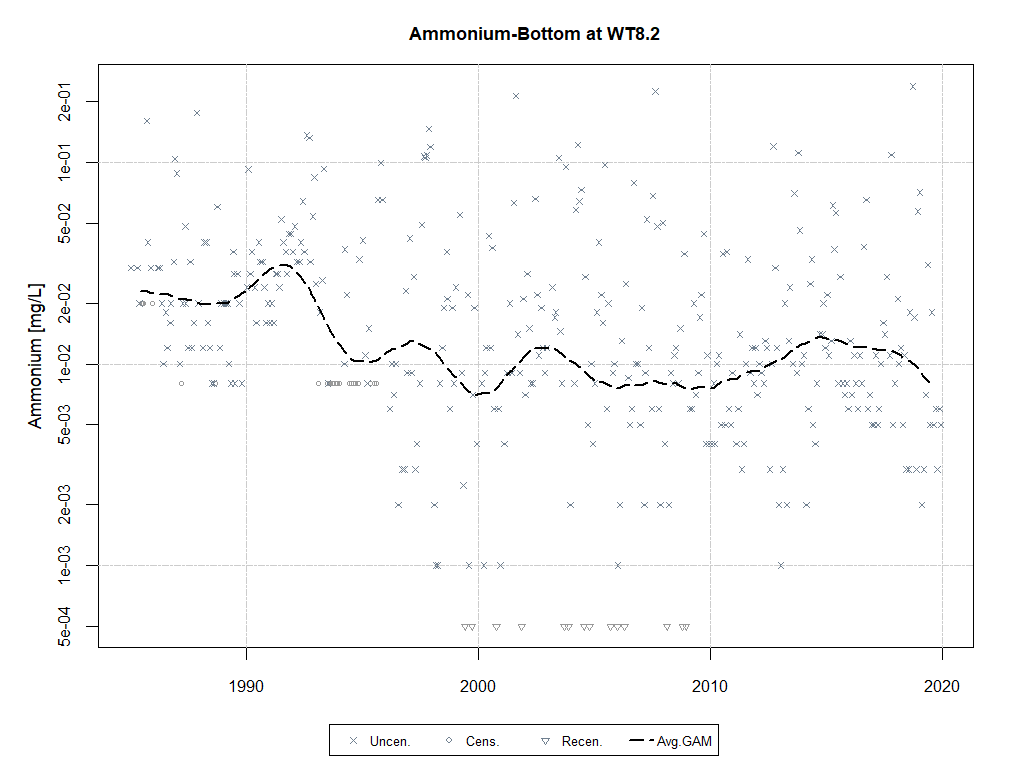 Ammonium-Bottom at WT8.2
Ammonium [mg/L]
2e-01
1e-01
5e-02
2e-02
1e-02
5e-03
2e-03
1e-03
5e-04
1990 2000 2010 2020
Uncen. Cens. Recen. Avg.GAM